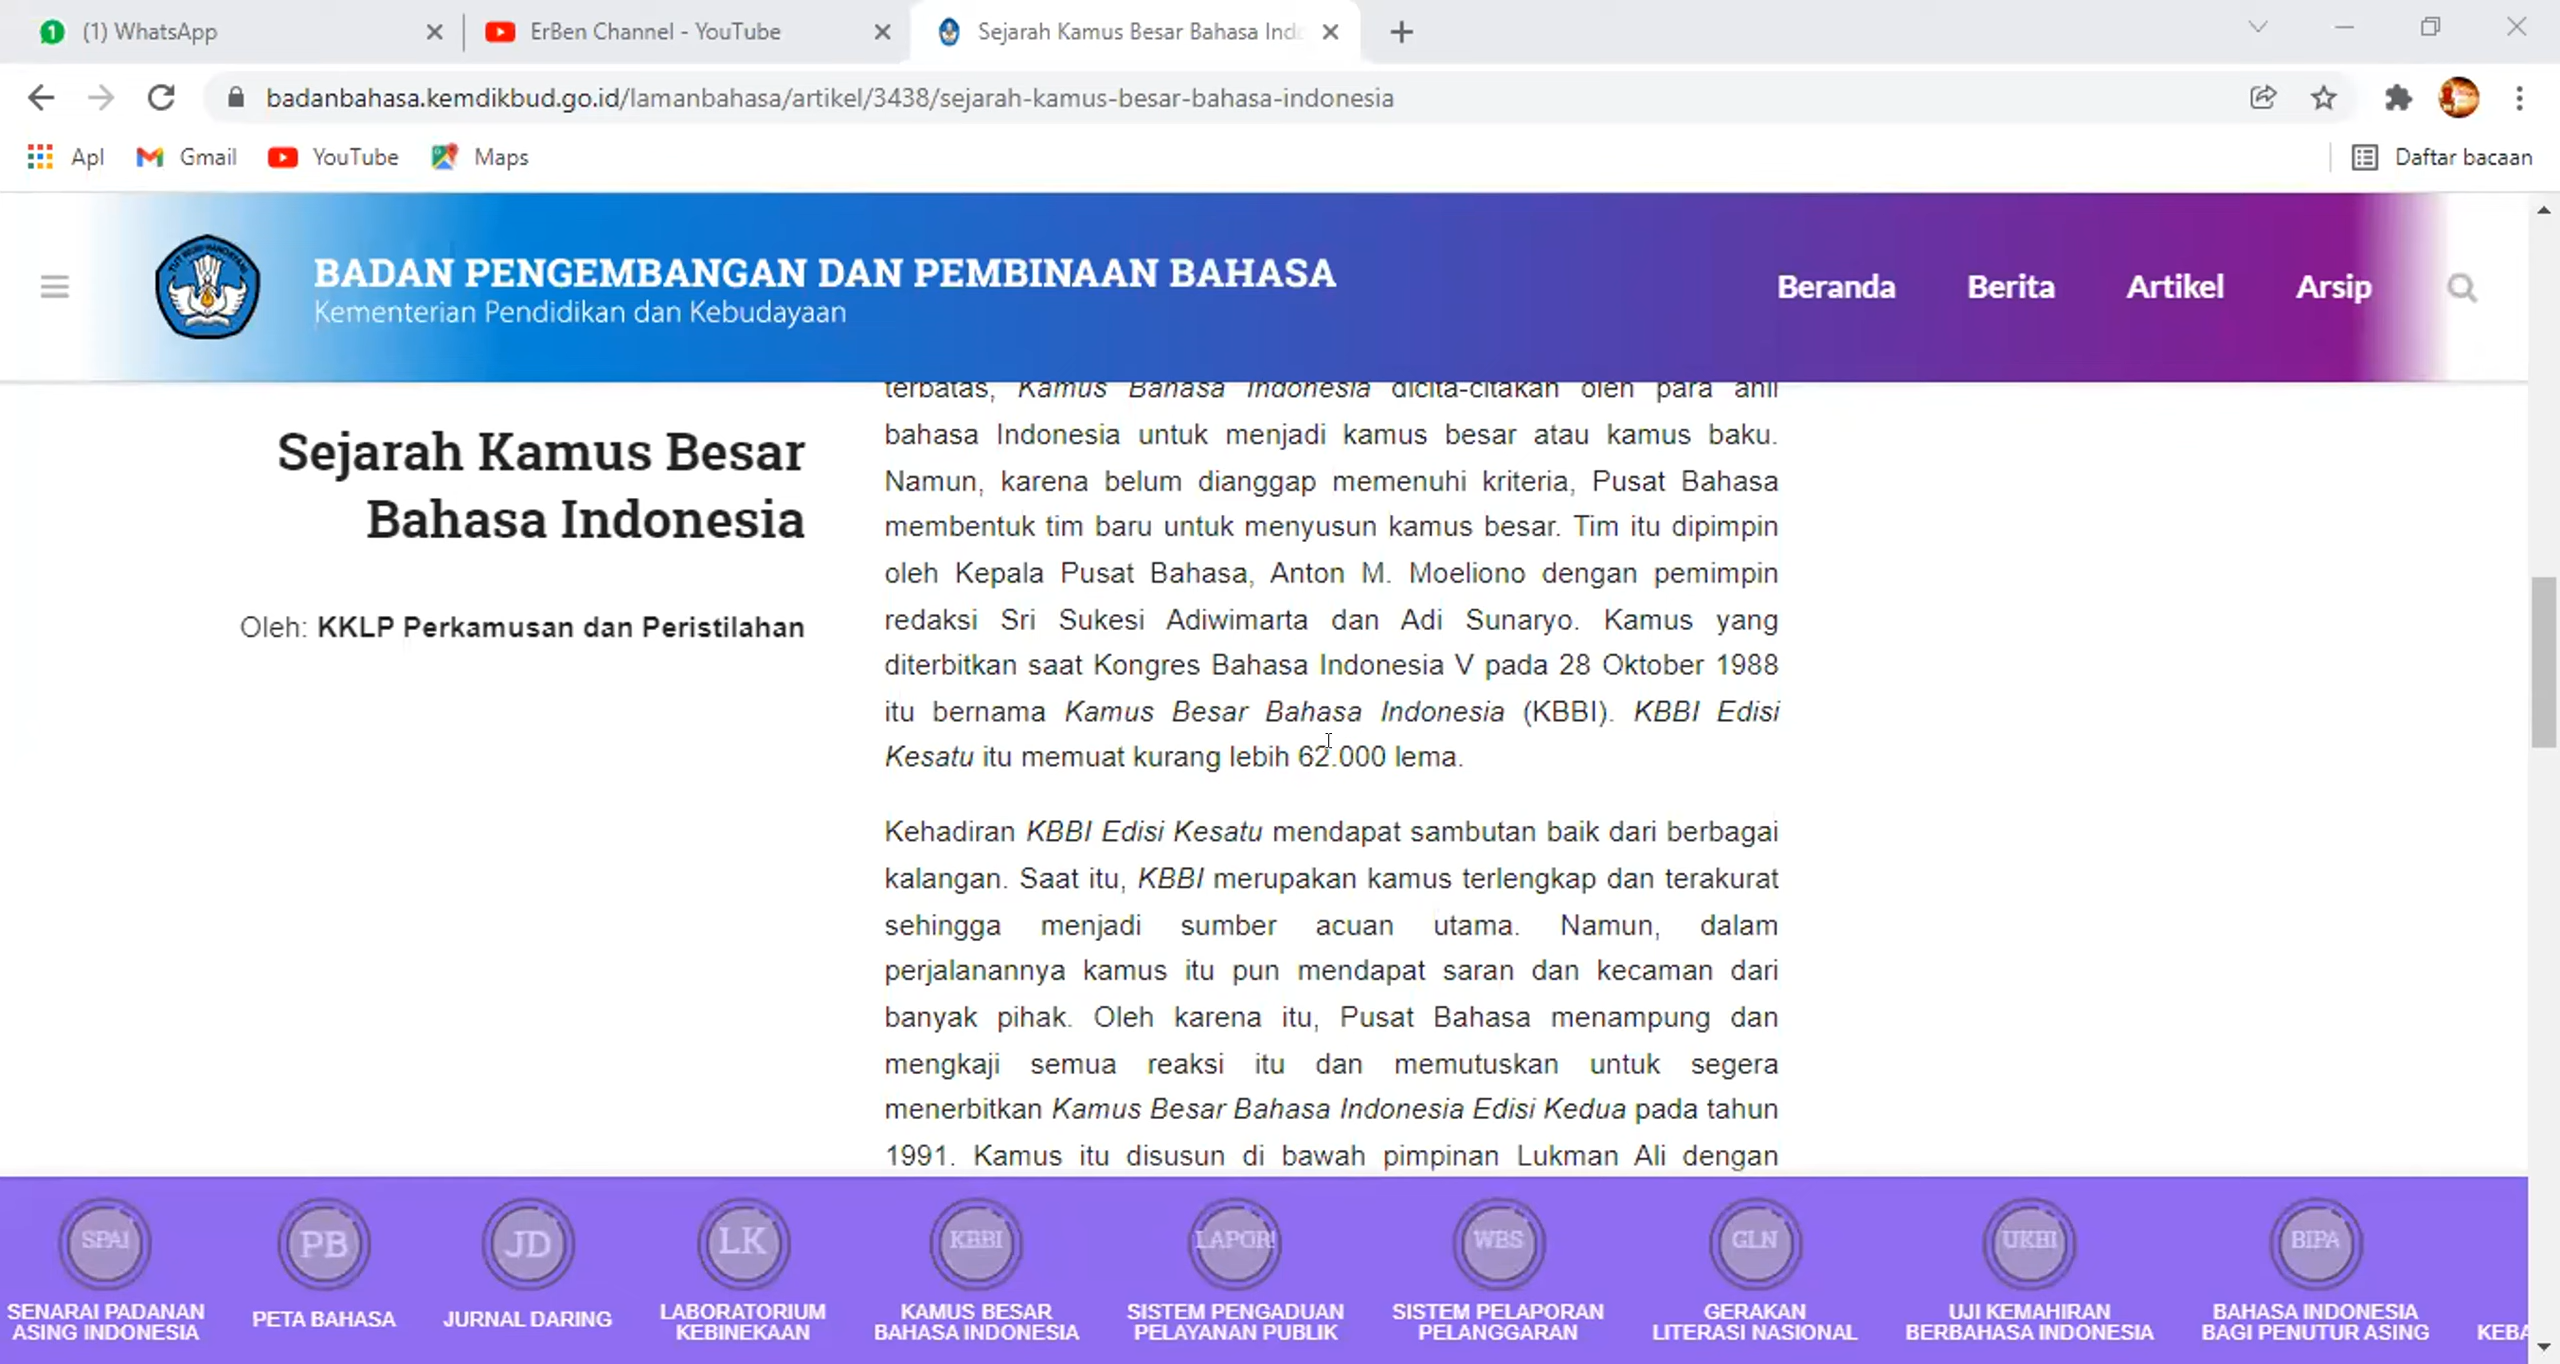 1 (1) WhatsApp
ErBen Channel - YouTube
Sejarah Kamus Besar Bahasa Ind
badanbahasa.kemdikbud.go.id/lamanbahasa/artikel/3438/sejarah-kamus-besar-bahasa-indonesia
Apl Gmail YouTube Maps Daftar bacaan
BADAN PENGEMBANGAN DAN PEMBINAAN BAHASA
Kementerian Pendidikan dan Kebudayaan
Beranda Berita Artikel Arsip
Sejarah Kamus Besar
Bahasa Indonesia
Oleh: KKLP Perkamusan dan Peristilahan
terbatas, Kamus Bahasa Indonesia dicita-citakan oleh para ahli
bahasa Indonesia untuk menjadi kamus besar atau kamus baku.
Namun, karena belum dianggap memenuhi kriteria, Pusat Bahasa
membentuk tim baru untuk menyusun kamus besar. Tim itu dipimpin
oleh Kepala Pusat Bahasa, Anton M. Moeliono dengan pemimpin
redaksi Sri Sukesi Adiwimarta dan Adi Sunaryo. Kamus yang
diterbitkan saat Kongres Bahasa Indonesia V pada 28 Oktober 1988
itu bernama Kamus Besar Bahasa Indonesia (KBBI). KBBI Edisi
Kesatu itu memuat kurang lebih 62.000 lema.
Kehadiran KBBI Edisi Kesatu mendapat sambutan baik dari berbagai
kalangan. Saat itu, KBBI merupakan kamus terlengkap dan terakurat
sehingga menjadi sumber acuan utama. Namun, dalam
perjalanannya kamus itu pun mendapat saran dan kecaman dari
banyak pihak. Oleh karena itu, Pusat Bahasa menampung dan
mengkaji semua reaksi itu dan memutuskan untuk segera
menerbitkan Kamus Besar Bahasa Indonesia Edisi Kedua pada tahun
1991. Kamus itu disusun di bawah pimpinan Lukman Ali dengan
SPAI
SENARAI PADANAN
ASING INDONESIA
PB
PETA BAHASA
JD
JURNAL DARING
LK
LABORATORIUM
KEBINEKAAN
KBBI
KAMUS BESAR
BAHASA INDONESIA
LAPOR!
SISTEM PENGADUAN
PELAYANAN PUBLIK
WBS
SISTEM PELAPORAN
PELANGGARAN
GLN
GERAKAN
LITERASI NASIONAL
UKBI
UJI KEMAHIRAN
BERBAHASA INDONESIA
BIPA
BAHASA INDONESIA
BAGI PENUTUR ASING